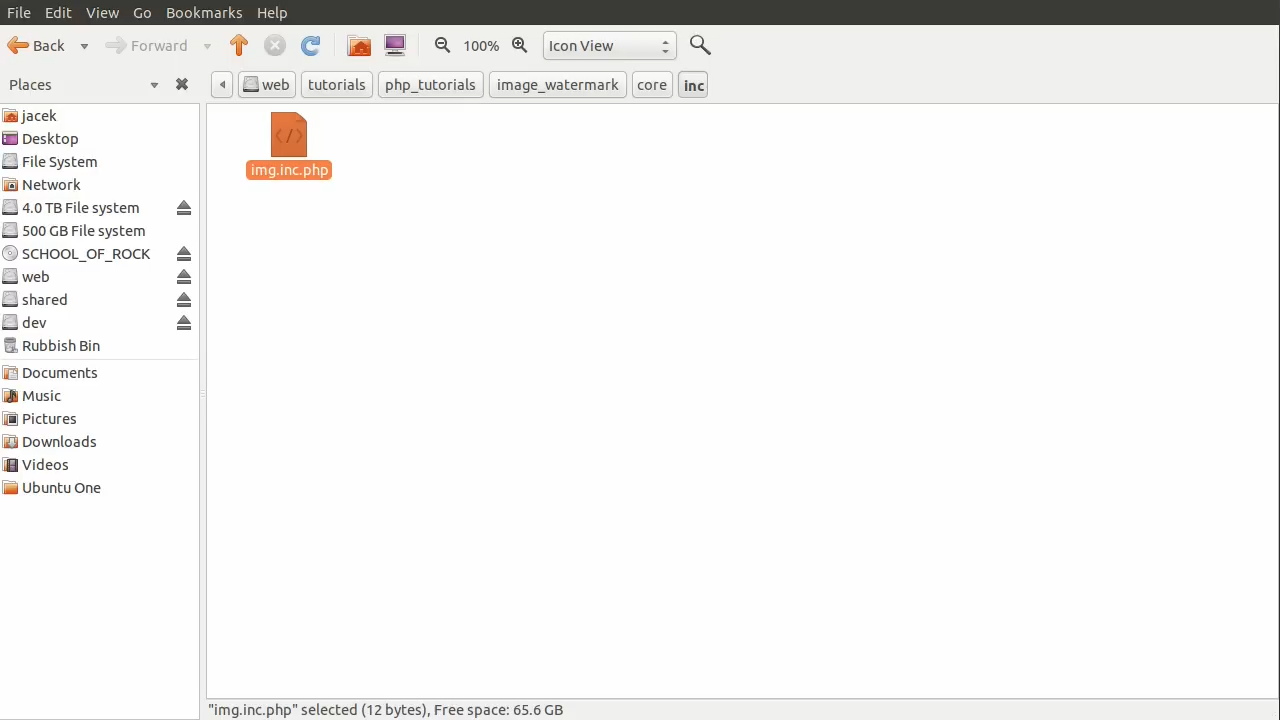 File Edit View Go Bookmarks Help
Back Forward 100% Icon View
Places web tutorials php_tutorials image_watermark core inc
jacek
Desktop
File System
Network
4.0 TB File system
500 GB File system
SCHOOL_OF_ROCK
web
shared
dev
Rubbish Bin
Documents
Music
Pictures
Downloads
Videos
Ubuntu One
img.inc.php
"img.inc.php" selected (12 bytes), Free space: 65.6 GB